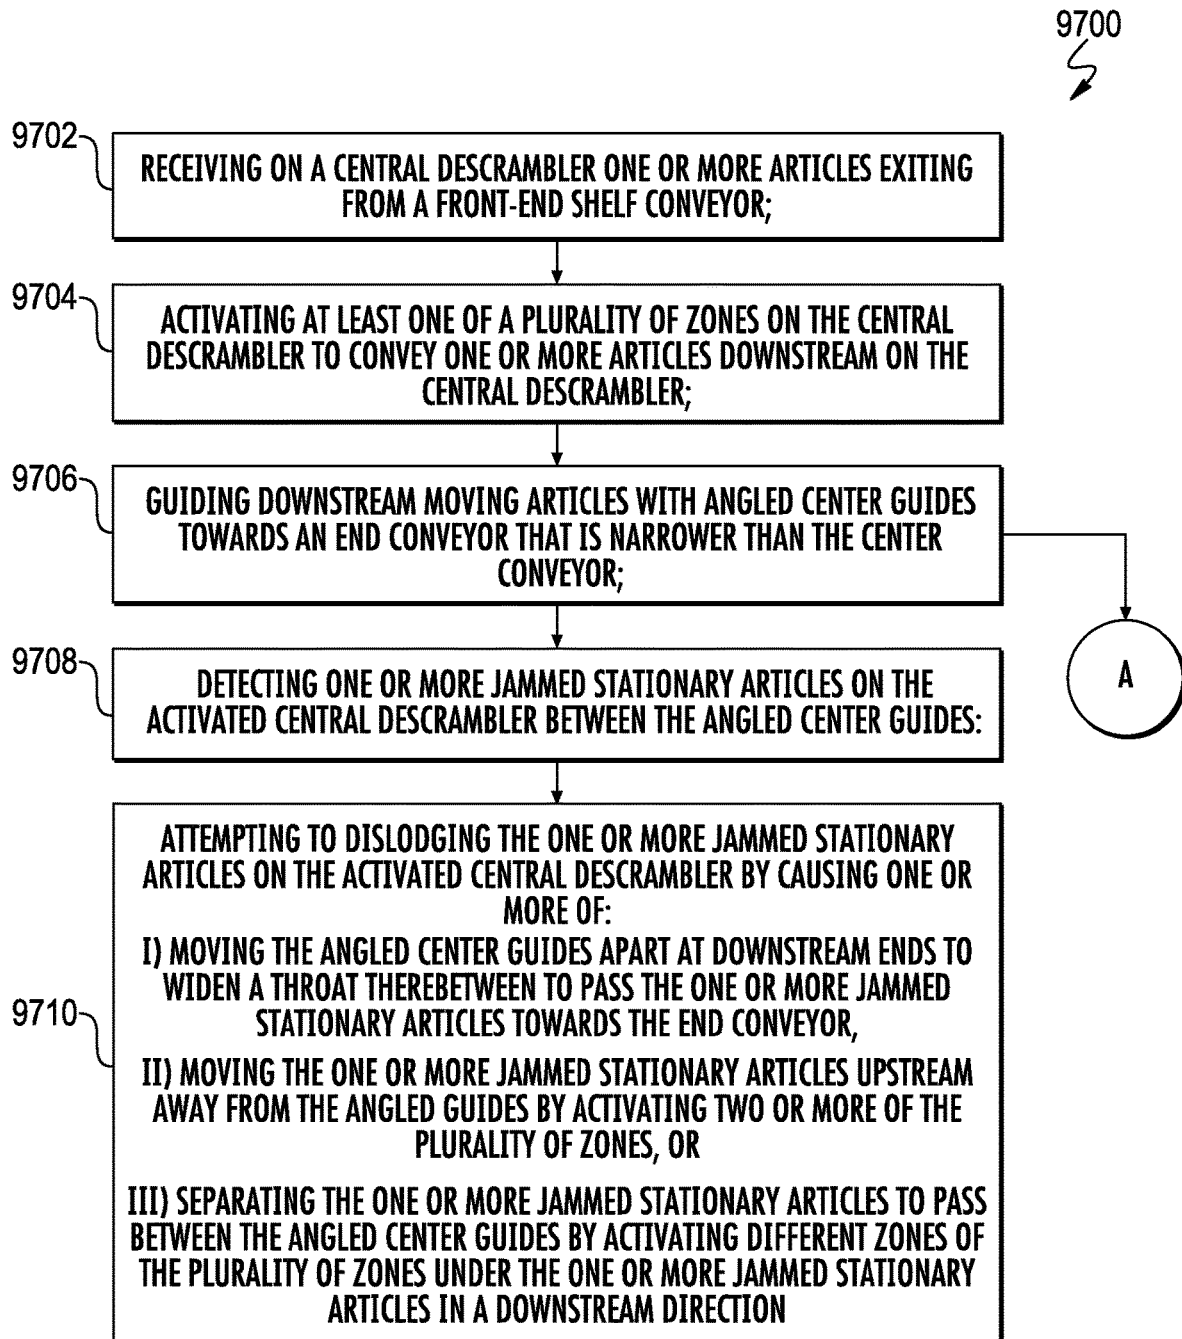 9700
9702
RECEIVING ON A CENTRAL DESCRAMBLER ONE OR MORE ARTICLES EXITING
FROM A FRONT-END SHELF CONVEYOR;
9704
ACTIVATING AT LEAST ONE OF A PLURALITY OF ZONES ON THE CENTRAL
DESCRAMBLER TO CONVEY ONE OR MORE ARTICLES DOWNSTREAM ON THE
CENTRAL DESCRAMBLER;
9706
GUIDING DOWNSTREAM MOVING ARTICLES WITH ANGLED CENTER GUIDES
TOWARDS AN END CONVEYOR THAT IS NARROWER THAN THE CENTER
CONVEYOR;
A
9708
DETECTING ONE OR MORE JAMMED STATIONARY ARTICLES ON THE
ACTIVATED CENTRAL DESCRAMBLER BETWEEN THE ANGLED CENTER GUIDES:
9710
ATTEMPTING TO DISLODGING THE ONE OR MORE JAMMED STATIONARY
ARTICLES ON THE ACTIVATED CENTRAL DESCRAMBLER BY CAUSING ONE OR
MORE OF:
I) MOVING THE ANGLED CENTER GUIDES APART AT DOWNSTREAM ENDS TO
WIDEN A THROAT THEREBETWEEN TO PASS THE ONE OR MORE JAMMED
STATIONARY ARTICLES TOWARDS THE END CONVEYOR,
II) MOVING THE ONE OR MORE JAMMED STATIONARY ARTICLES UPSTREAM
AWAY FROM THE ANGLED GUIDES BY ACTIVATING TWO OR MORE OF THE
PLURALITY OF ZONES, OR
III) SEPARATING THE ONE OR MORE JAMMED STATIONARY ARTICLES TO PASS
BETWEEN THE ANGLED CENTER GUIDES BY ACTIVATING DIFFERENT ZONES OF
THE PLURALITY OF ZONES UNDER THE ONE OR MORE JAMMED STATIONARY
ARTICLES IN A DOWNSTREAM DIRECTION